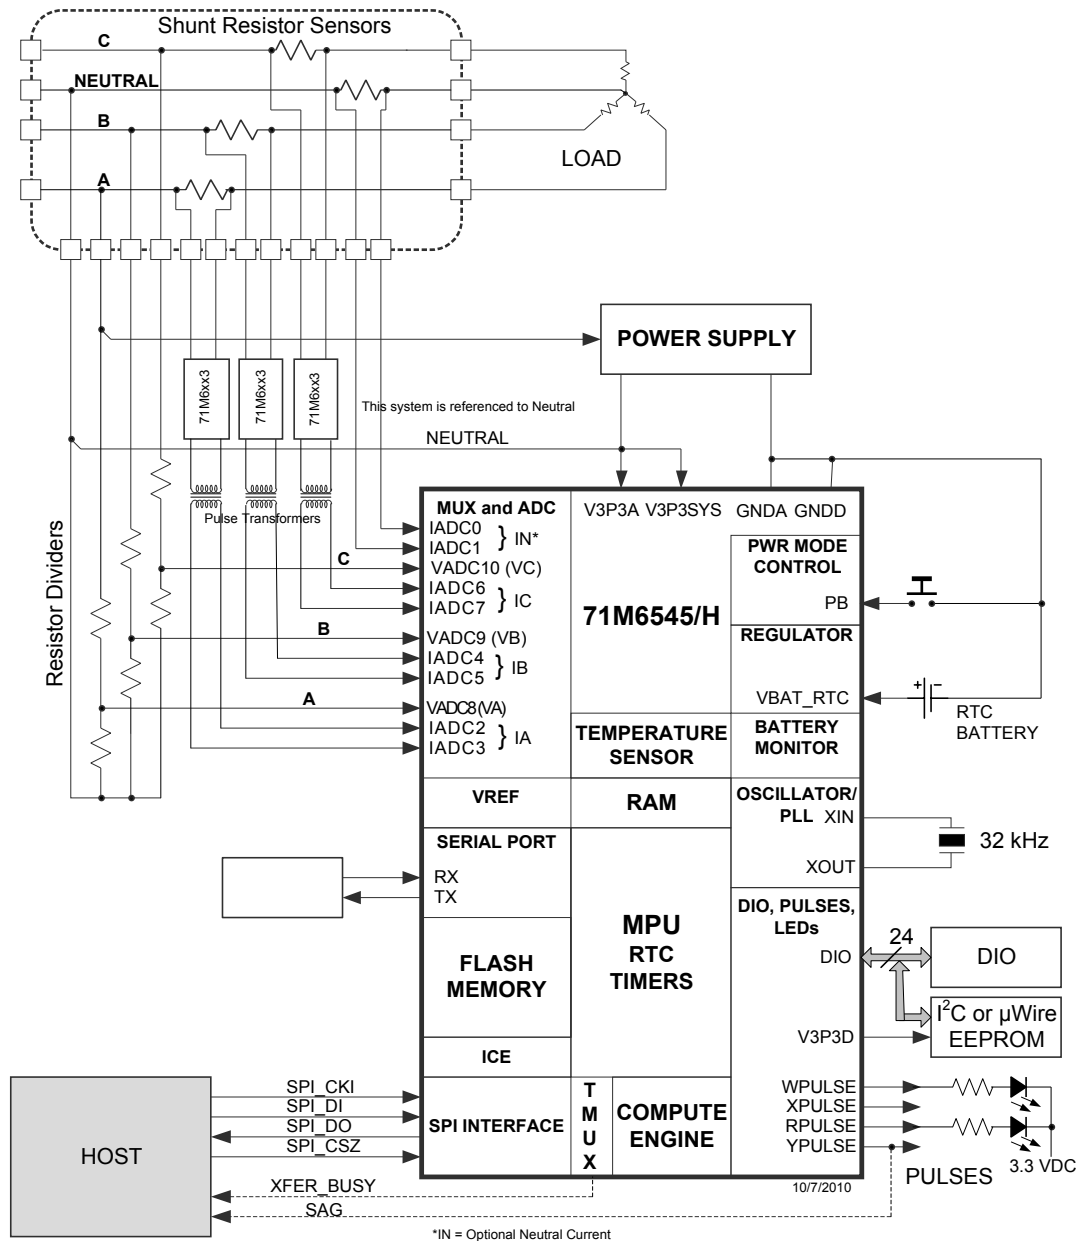 Shunt Resistor Sensors
C
NEUTRAL
B
A
LOAD
POWER SUPPLY
71M6xx3
71M6xx3
71M6xx3
This system is referenced to Neutral
NEUTRAL
Pulse Transformers
Resistor Dividers
C
B
A
MUX and ADC
IADC0
IADC1
} IN*
VADC10 (VC)
IADC6
IADC7
} IC
VADC9 (VB)
IADC4
IADC5
} IB
VADC8(VA)
IADC2
IADC3
} IA
V3P3A V3P3SYS GNDA GNDD
71M6545/H
PWR MODE
CONTROL
PB
REGULATOR
VBAT_RTC
+ –
RTC
BATTERY
TEMPERATURE
SENSOR
BATTERY
MONITOR
VREF
RAM
OSCILLATOR/
PLL XIN
XOUT
32 kHz
SERIAL PORT
RX
TX
MPU
RTC
TIMERS
DIO, PULSES,
LEDs
DIO
24
DIO
I²C or µWire
EEPROM
V3P3D
FLASH
MEMORY
ICE
SPI INTERFACE
T
M
U
X
COMPUTE
ENGINE
WPULSE
XPULSE
RPULSE
YPULSE
PULSES
3.3 VDC
HOST
SPI_CKI
SPI_DI
SPI_DO
SPI_CSZ
XFER_BUSY
SAG
10/7/2010
*IN = Optional Neutral Current